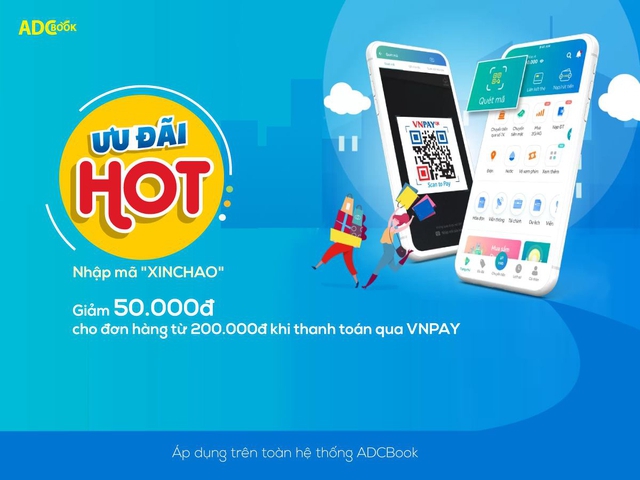 ADCBOOK
ƯU ĐÃI
HOT
Nhập mã "XINCHAO"
Giảm 50.000đ
cho đơn hàng từ 200.000đ khi thanh toán qua VNPAY
VNPAY
Scan to Pay
Quét mã
Áp dụng trên toàn hệ thống ADCBook